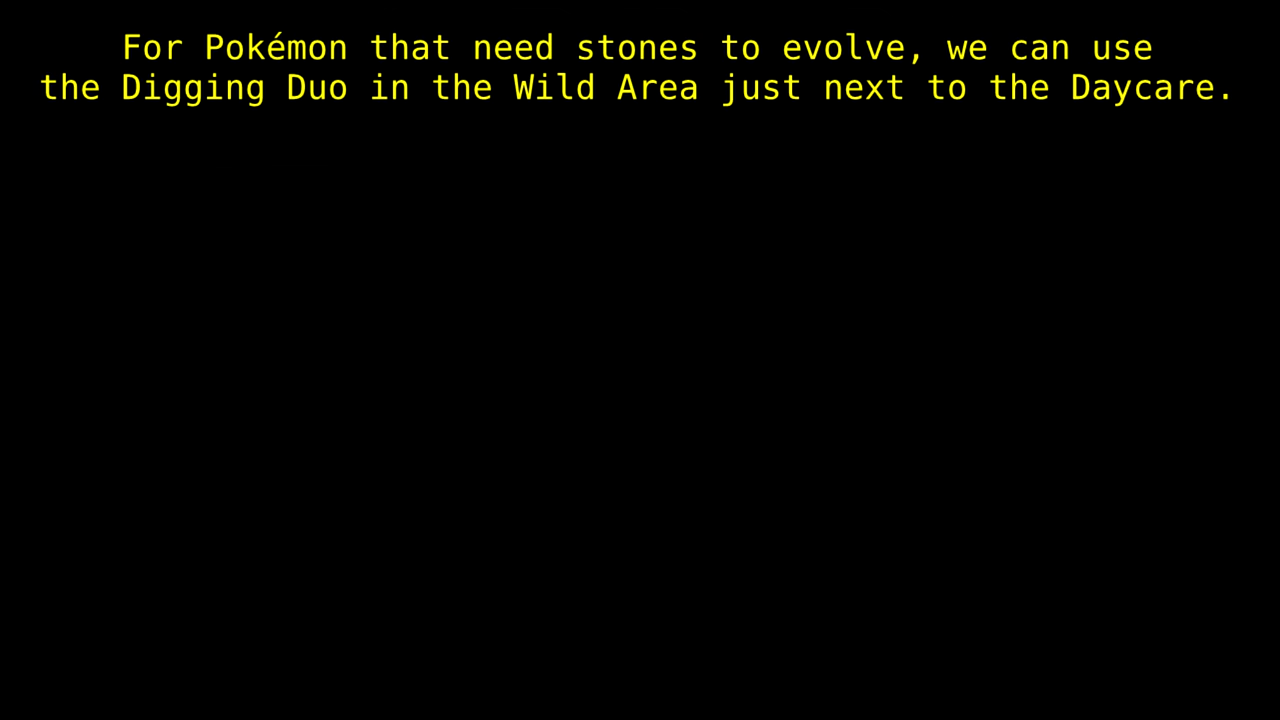 For Pokémon that need stones to evolve, we can use
the Digging Duo in the Wild Area just next to the Daycare.